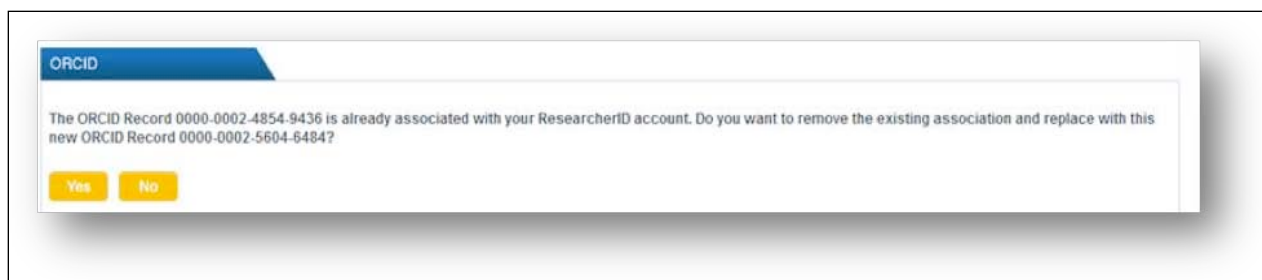 ORCID
The ORCID Record 0000-0002-4854-9436 is already associated with your ResearcherID account. Do you want to remove the existing association and replace with this
new ORCID Record 0000-0002-5604-6484?
Yes No